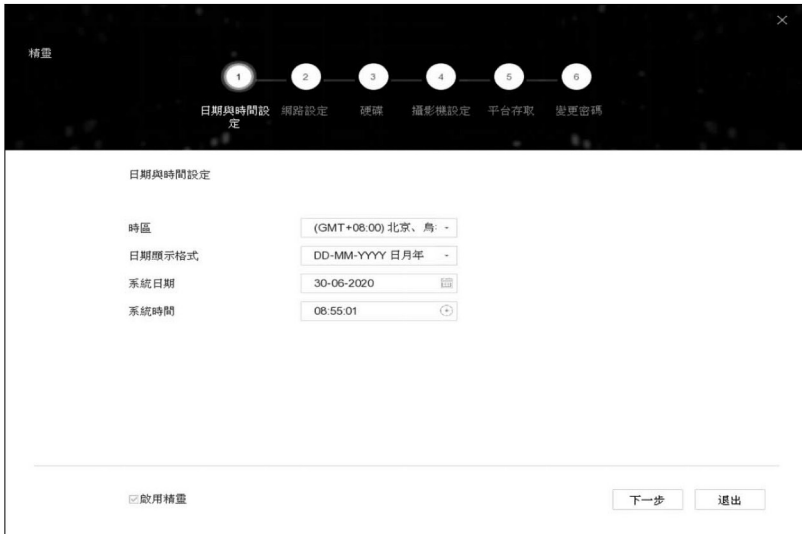 精靈
1 2 3 4 5 6
日期與時間設定 網路設定 硬碟 攝影機設定 平台存取 變更密碼
日期與時間設定
時區 (GMT+08:00) 北京、烏
日期顯示格式 DD-MM-YYYY 日月年
系統日期 30-06-2020
系統時間 08:55:01
啟用精靈 下一步 退出